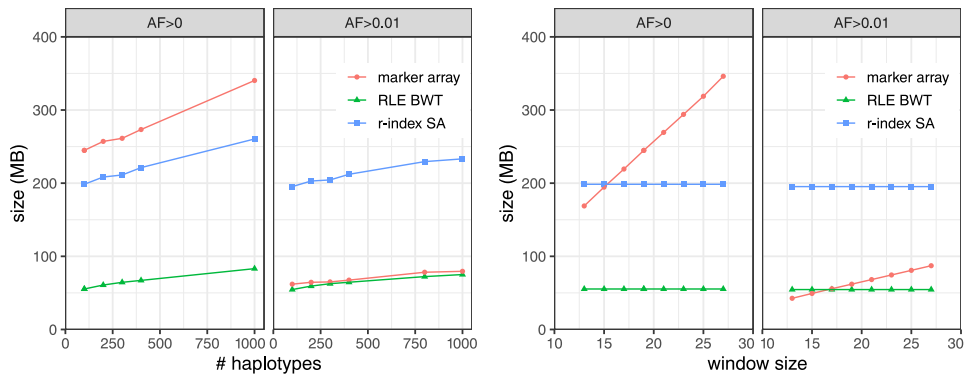 AF>0
AF>0.01
400
300
200
100
0
size (MB)
marker array
RLE BWT
r-index SA
0
250
500
750
1000
0
250
500
750
1000
# haplotypes
AF>0
AF>0.01
400
300
200
100
0
size (MB)
marker array
RLE BWT
r-index SA
10
15
20
25
30
10
15
20
25
30
window size